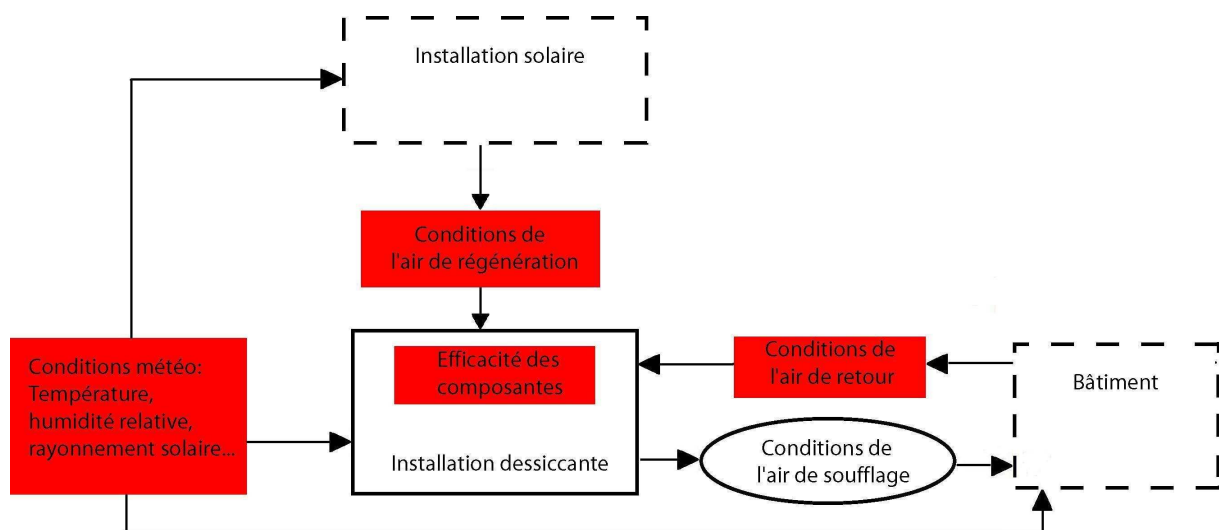 Installation solaire
Conditions de
l'air de régénération
Conditions météo:
Température,
humidité relative,
rayonnement solaire...
Efficacité des
composantes
Installation dessiccante
Conditions de
l'air de retour
Conditions de
l'air de soufflage
Bâtiment